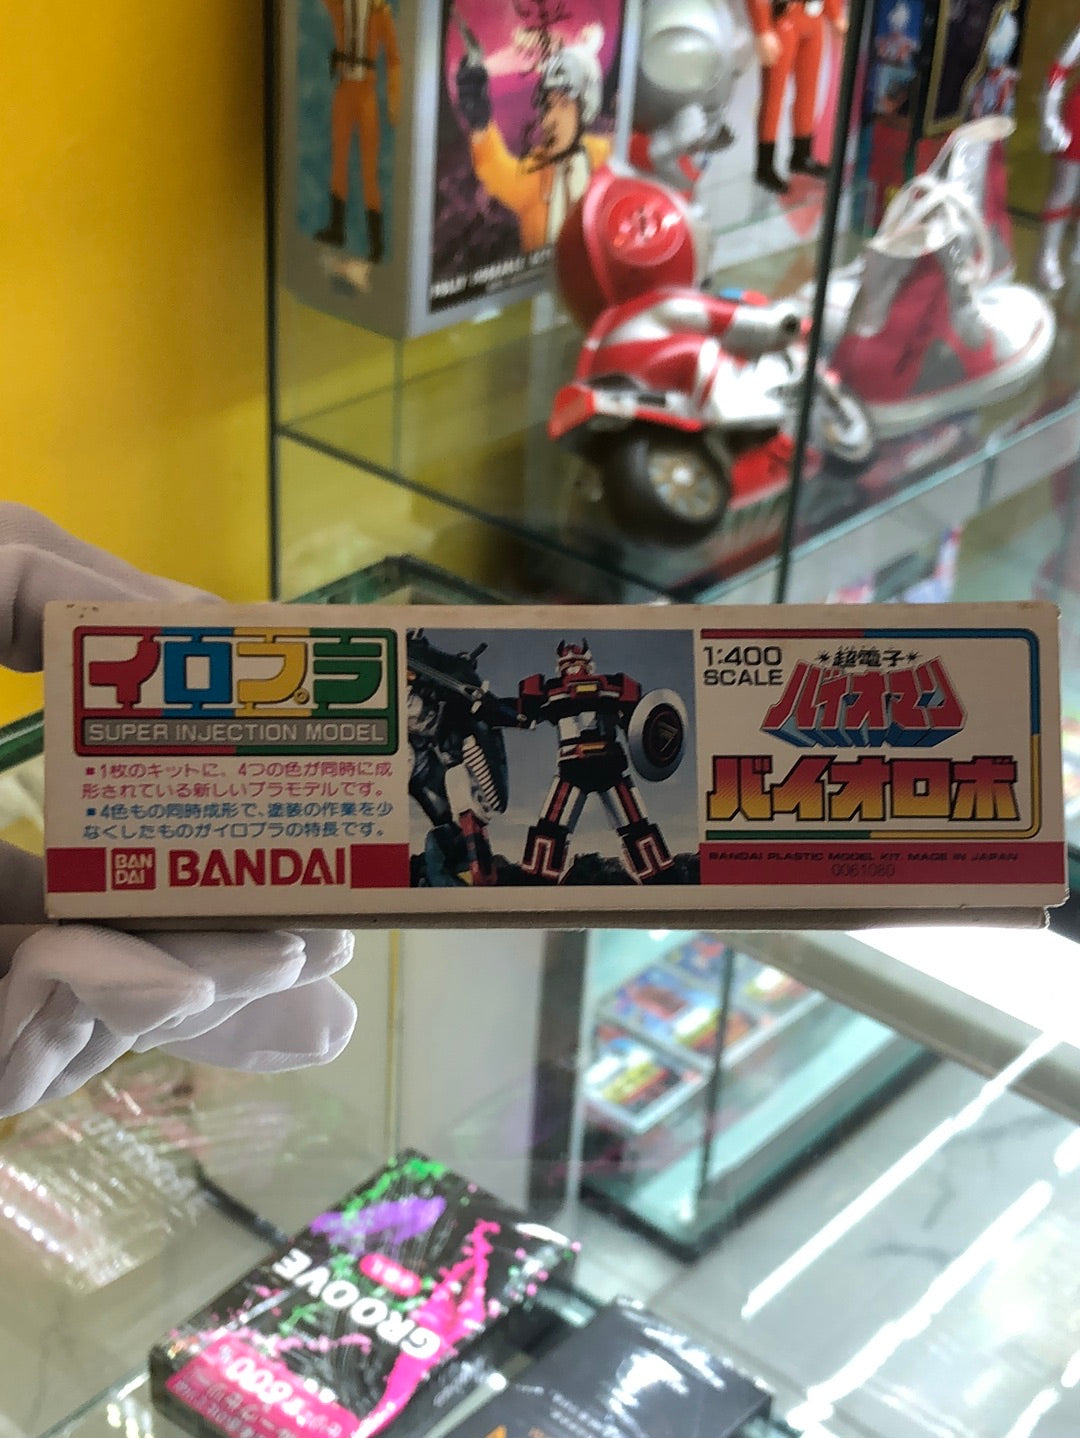 イロプラ
SUPER INJECTION MODEL
■1枚のキットに、4つの色が同時に成
形されている新しいプラモデルです。
■4色もの同時成形で、塗装の作業を少
なくしたものがイロプラの特長です。
BAN
DAI
BANDAI
1:400
SCALE
超電子
バイオマン
バイオロボ
BANDAI PLASTIC MODEL KIT. MADE IN JAPAN
0061080
GROOVE